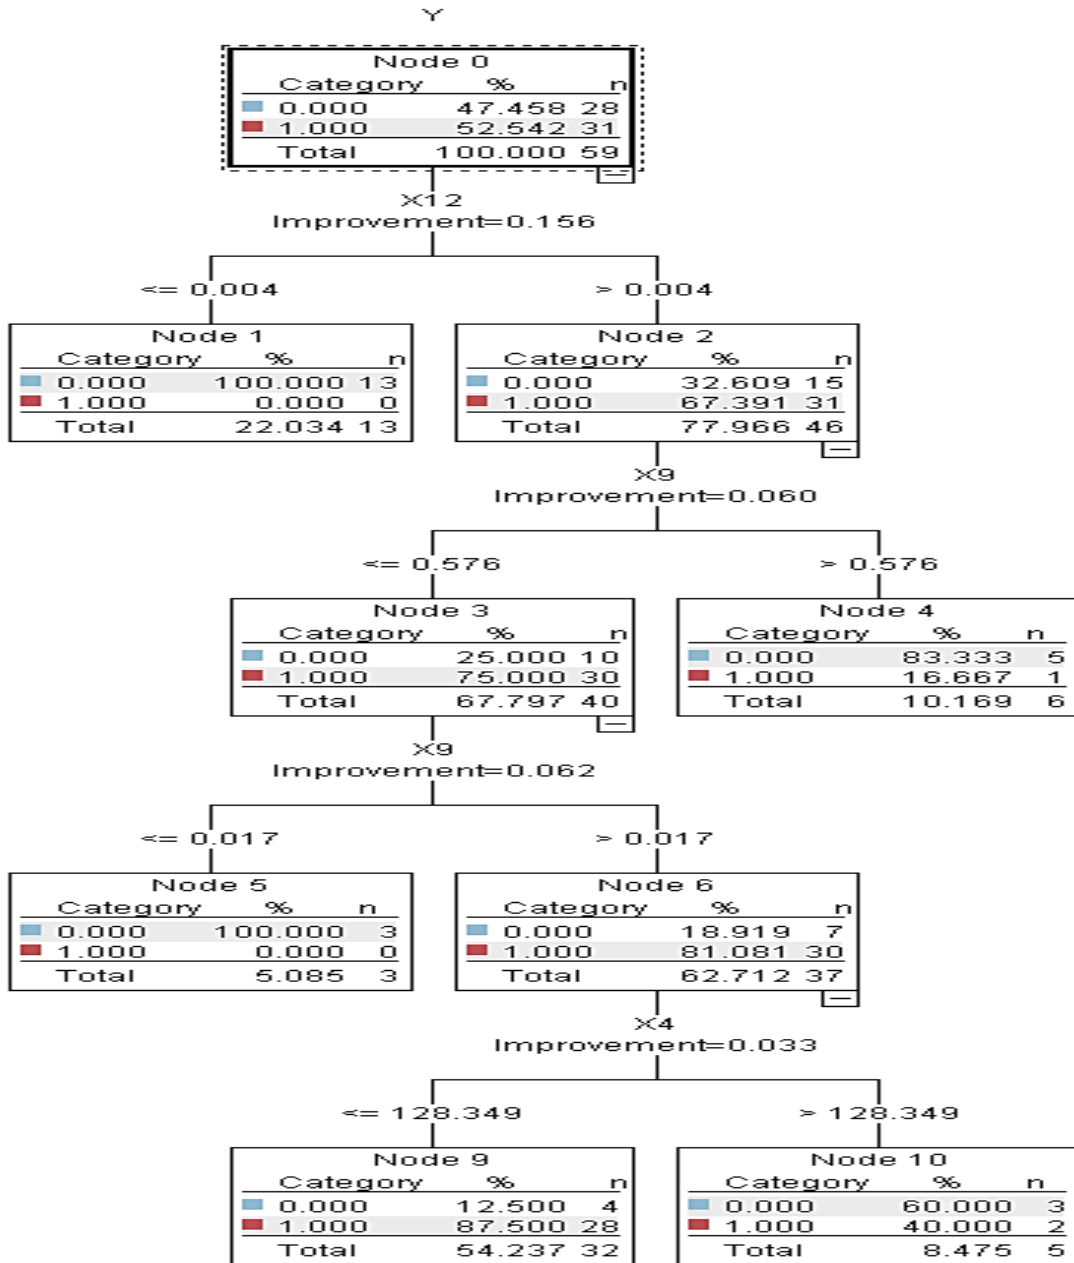 Y
Node 0
Category % n
0.000 47.458 28
1.000 52.542 31
Total 100.000 59
X12
Improvement=0.156
<= 0.004
> 0.004
Node 1
Category % n
0.000 100.000 13
1.000 0.000 0
Total 22.034 13
Node 2
Category % n
0.000 32.609 15
1.000 67.391 31
Total 77.966 46
X9
Improvement=0.060
<= 0.576
> 0.576
Node 3
Category % n
0.000 25.000 10
1.000 75.000 30
Total 67.797 40
Node 4
Category % n
0.000 83.333 5
1.000 16.667 1
Total 10.169 6
X9
Improvement=0.062
<= 0.017
> 0.017
Node 5
Category % n
0.000 100.000 3
1.000 0.000 0
Total 5.085 3
Node 6
Category % n
0.000 18.919 7
1.000 81.081 30
Total 62.712 37
X4
Improvement=0.033
<= 128.349
> 128.349
Node 9
Category % n
0.000 12.500 4
1.000 87.500 28
Total 54.237 32
Node 10
Category % n
0.000 60.000 3
1.000 40.000 2
Total 8.475 5